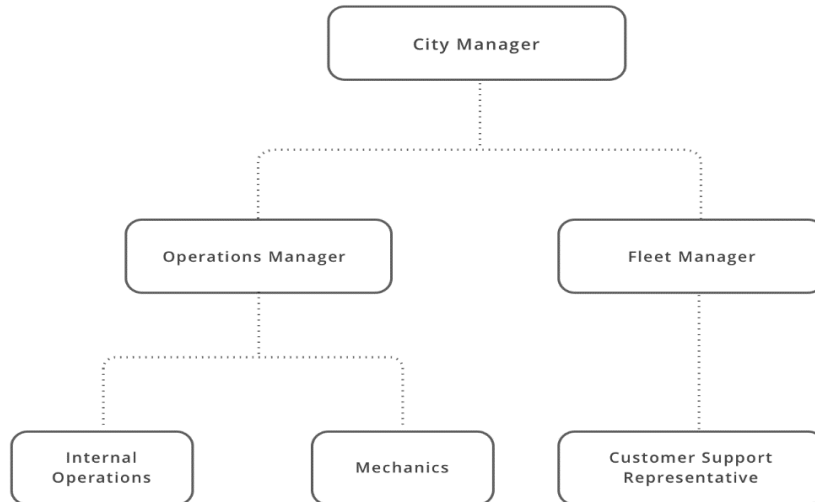 City Manager
Operations Manager
Fleet Manager
Internal
Operations
Mechanics
Customer Support
Representative